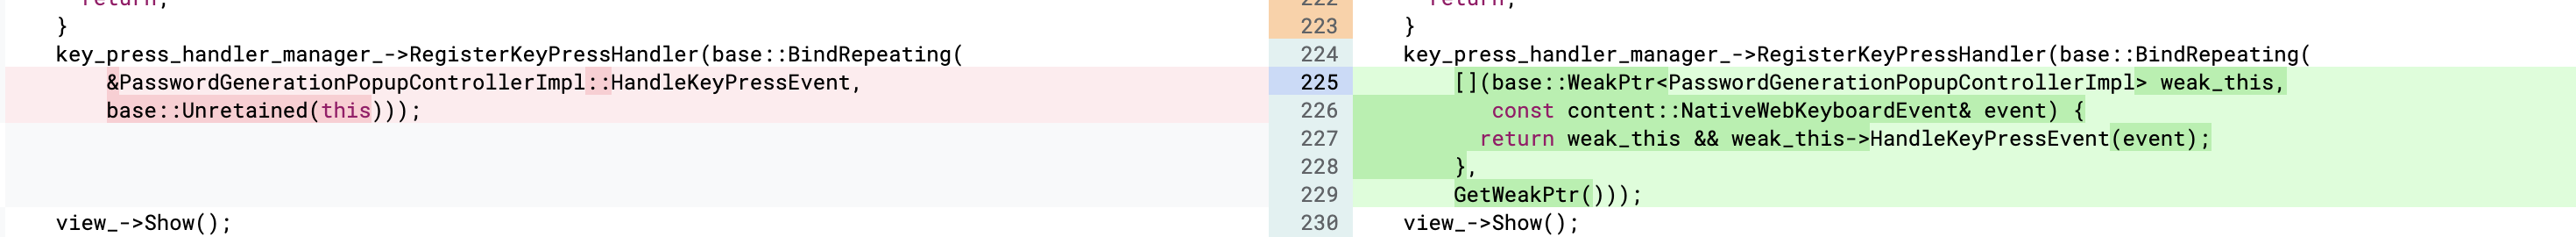 return;
}
key_press_handler_manager_->RegisterKeyPressHandler(base::BindRepeating(
&PasswordGenerationPopupControllerImpl::HandleKeyPressEvent,
base::Unretained(this)));
view_->Show();
222 return;
223 }
224 key_press_handler_manager_->RegisterKeyPressHandler(base::BindRepeating(
225 [](base::WeakPtr<PasswordGenerationPopupControllerImpl> weak_this,
226 const content::NativeWebKeyboardEvent& event) {
227 return weak_this && weak_this->HandleKeyPressEvent(event);
228 },
229 GetWeakPtr()));
230 view_->Show();